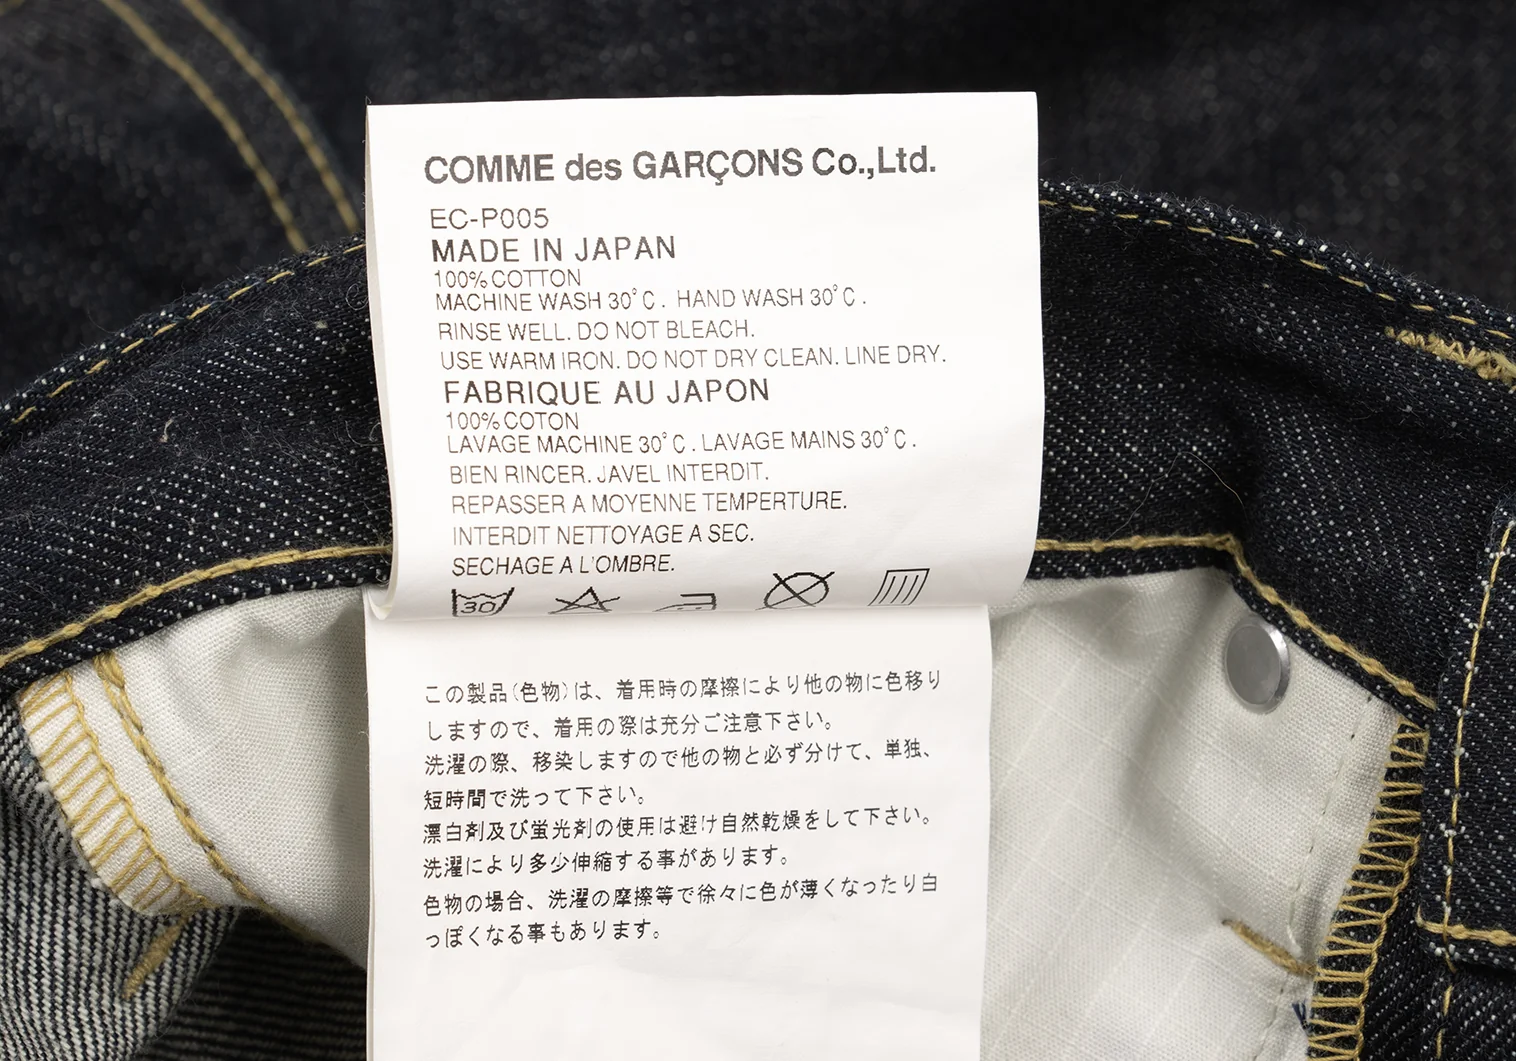 COMME des GARÇONS Co.,Ltd.
EC-P005
MADE IN JAPAN
100% COTTON
MACHINE WASH 30°C. HAND WASH 30°C.
RINSE WELL. DO NOT BLEACH.
USE WARM IRON. DO NOT DRY CLEAN. LINE DRY.
FABRIQUE AU JAPON
100% COTON
LAVAGE MACHINE 30°C. LAVAGE MAINS 30°C.
BIEN RINCER. JAVEL INTERDIT.
REPASSER A MOYENNE TEMPERTURE.
INTERDIT NETTOYAGE A SEC.
SECHAGE A L'OMBRE.
30
この製品(色物)は、着用時の摩擦により他の物に色移り
しますので、着用の際は充分ご注意下さい。
洗濯の際、移染しますので他の物と必ず分けて、単独、
短時間で洗って下さい。
漂白剤及び蛍光剤の使用は避け自然乾燥をして下さい。
洗濯により多少伸縮する事があります。
色物の場合、洗濯の摩擦等で徐々に色が薄くなったり白
っぽくなる事もあります。